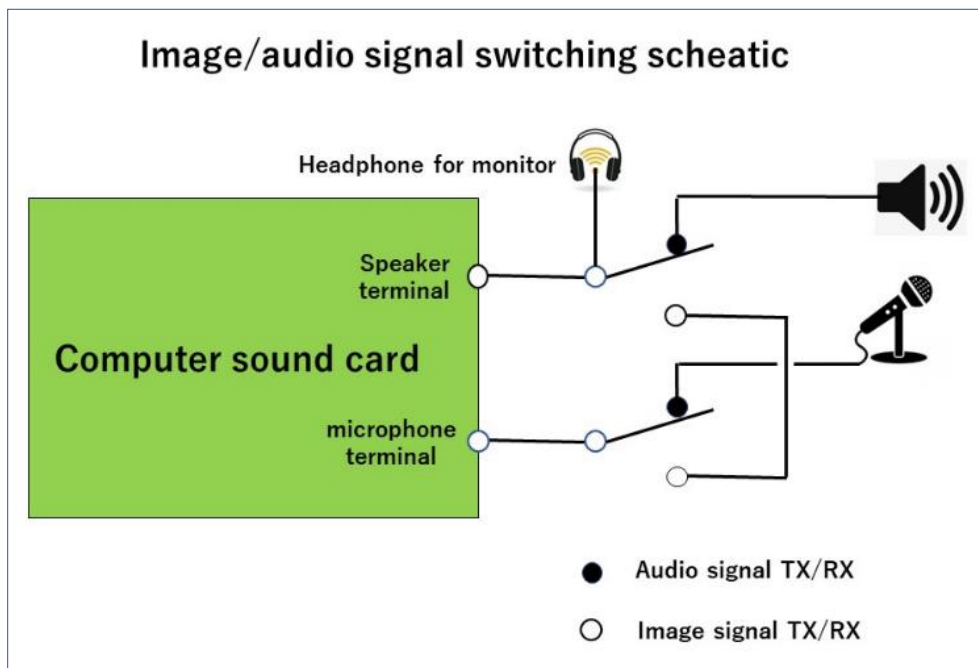 Image/audio signal switching scheatic
Headphone for monitor
Speaker
terminal
Computer sound card
microphone
terminal
Audio signal TX/RX
Image signal TX/RX